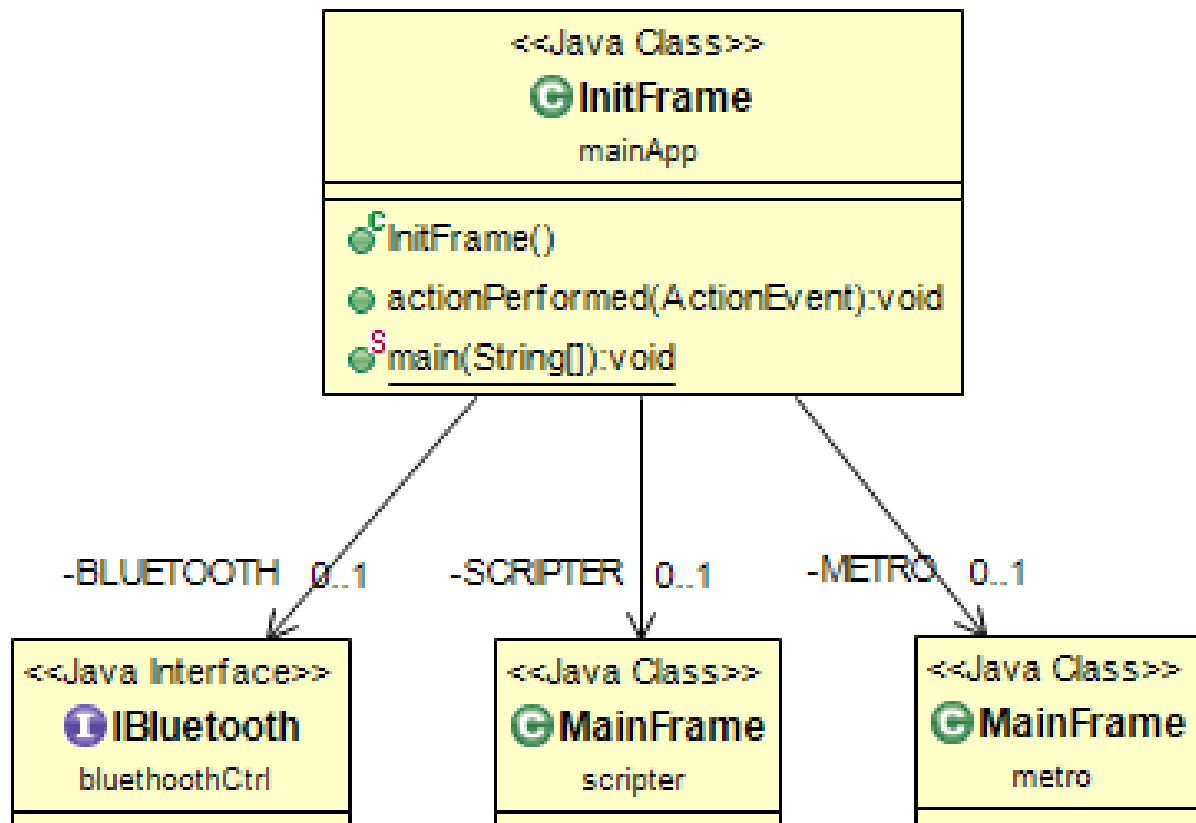 <<Java Class>>
C InitFrame
mainApp
C InitFrame()
actionPerformed(ActionEvent):void
S main(String[]):void
-BLUETOOTH 0..1
-SCRIPTER 0..1
-METRO 0..1
<<Java Interface>>
I IBluetooth
bluethoothCtrl
<<Java Class>>
C MainFrame
scripter
<<Java Class>>
C MainFrame
metro